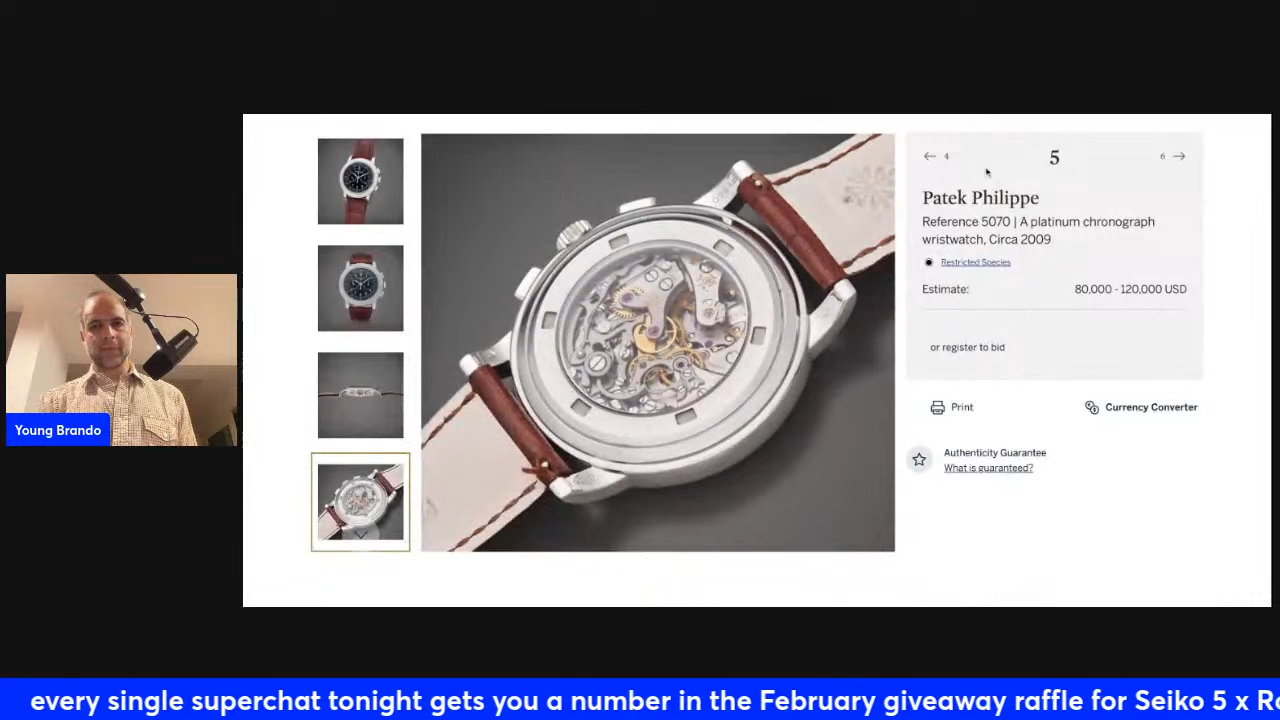 4
5
6
Patek Philippe
Reference 5070 | A platinum chronograph
wristwatch, Circa 2009
Restricted Species
Estimate:
80,000 - 120,000 USD
or register to bid
Print
Currency Converter
Authenticity Guarantee
What is guaranteed?
Young Brando
every single superchat tonight gets you a number in the February giveaway raffle for Seiko 5 x